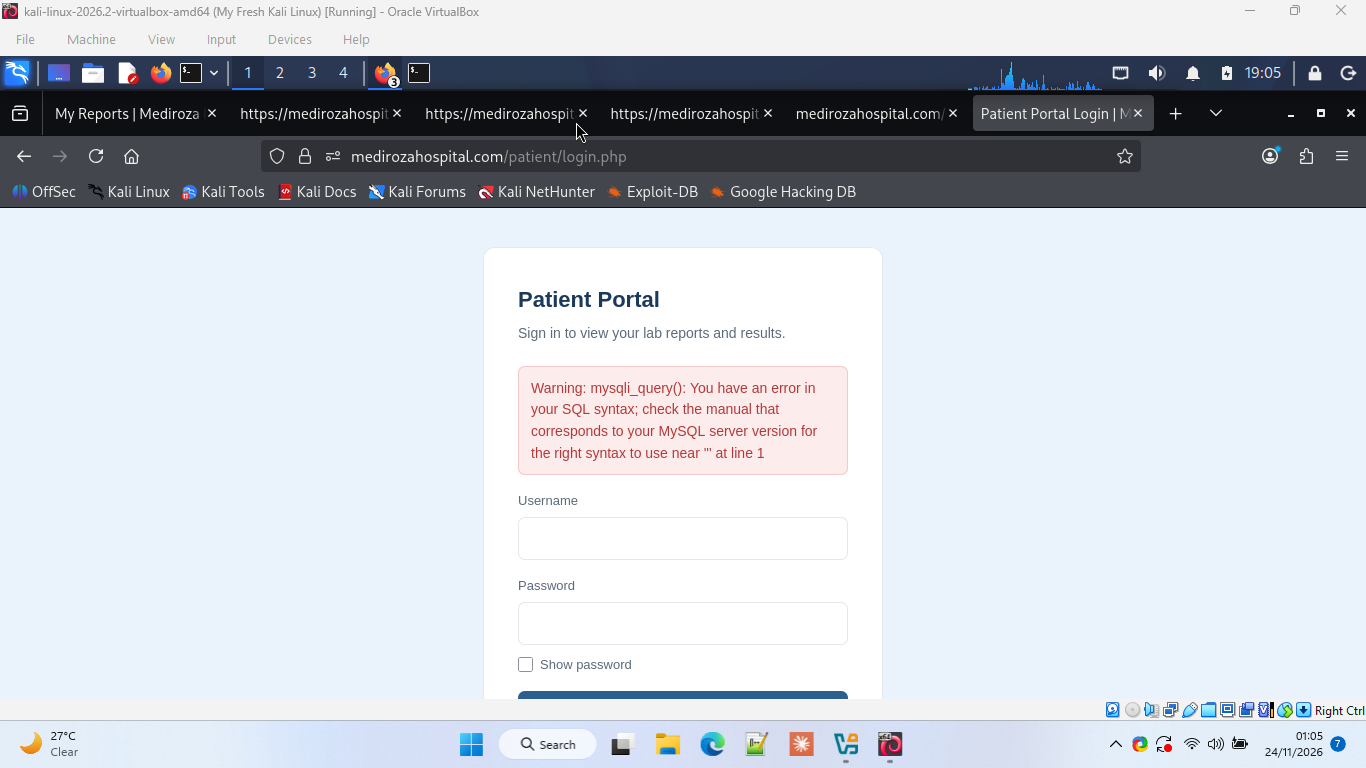 kali-linux-2026.2-virtualbox-amd64 (My Fresh Kali Linux) [Running] - Oracle VirtualBox
File Machine View Input Devices Help
1 2 3 4 3 19:05
My Reports | Mediroza https://medirozahospit https://medirozahospit https://medirozahospit medirozahospital.com/ Patient Portal Login | M
medirozahospital.com/patient/login.php
OffSec Kali Linux Kali Tools Kali Docs Kali Forums Kali NetHunter Exploit-DB Google Hacking DB
Patient Portal
Sign in to view your lab reports and results.
Warning: mysqli_query(): You have an error in
your SQL syntax; check the manual that
corresponds to your MySQL server version for
the right syntax to use near ''' at line 1
Username
Password
Show password
Right Ctrl
27°C
Clear
Search
01:05
24/11/2026
7